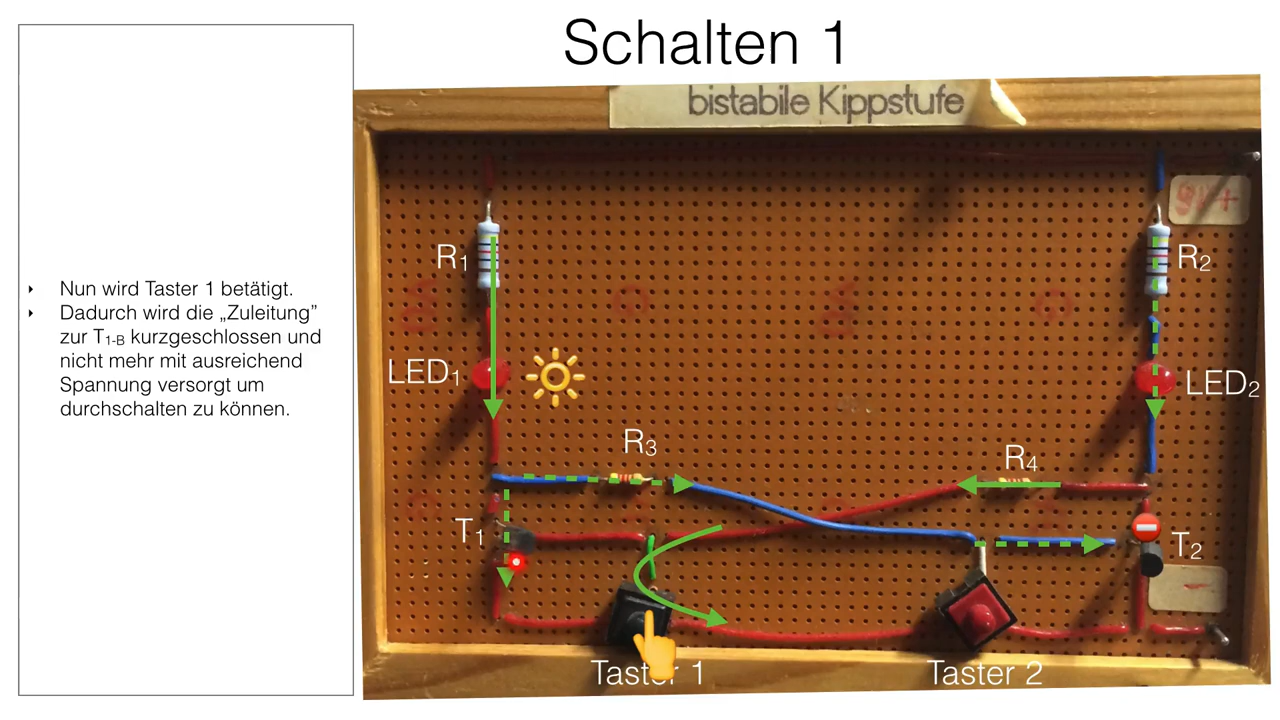 Schalten 1
bistabile Kippstufe
Nun wird Taster 1 betätigt.
Dadurch wird die „Zuleitung”
zur T1-B kurzgeschlossen und
nicht mehr mit ausreichend
Spannung versorgt um
durchschalten zu können.
R1
R2
LED1
LED2
R3
R4
T1
T2
-
Taster 1
Taster 2